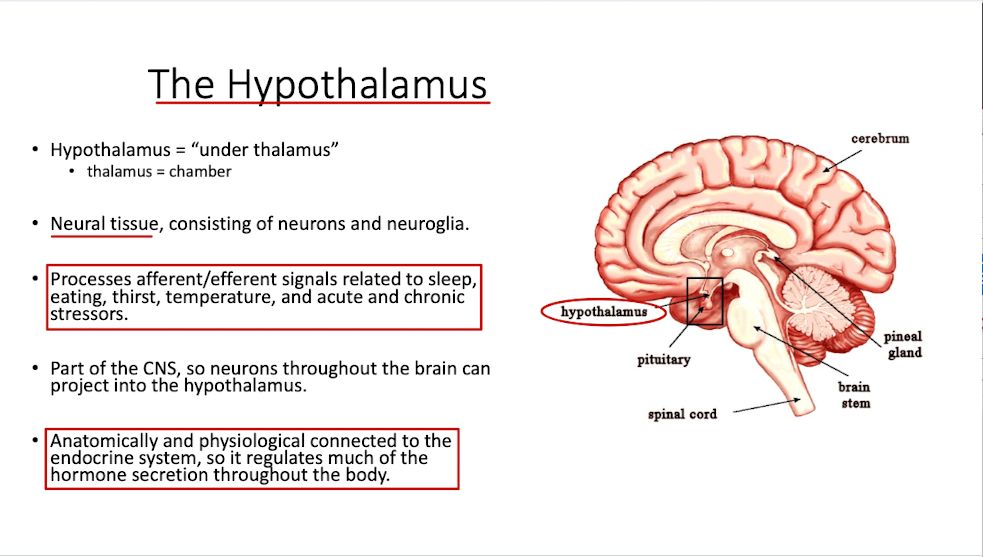 The Hypothalamus
• Hypothalamus = “under thalamus”
• thalamus = chamber
• Neural tissue, consisting of neurons and neuroglia.
• Processes afferent/efferent signals related to sleep,
eating, thirst, temperature, and acute and chronic
stressors.
• Part of the CNS, so neurons throughout the brain can
project into the hypothalamus.
• Anatomically and physiological connected to the
endocrine system, so it regulates much of the
hormone secretion throughout the body.
cerebrum
hypothalamus
pituitary
pineal
gland
brain
stem
spinal cord